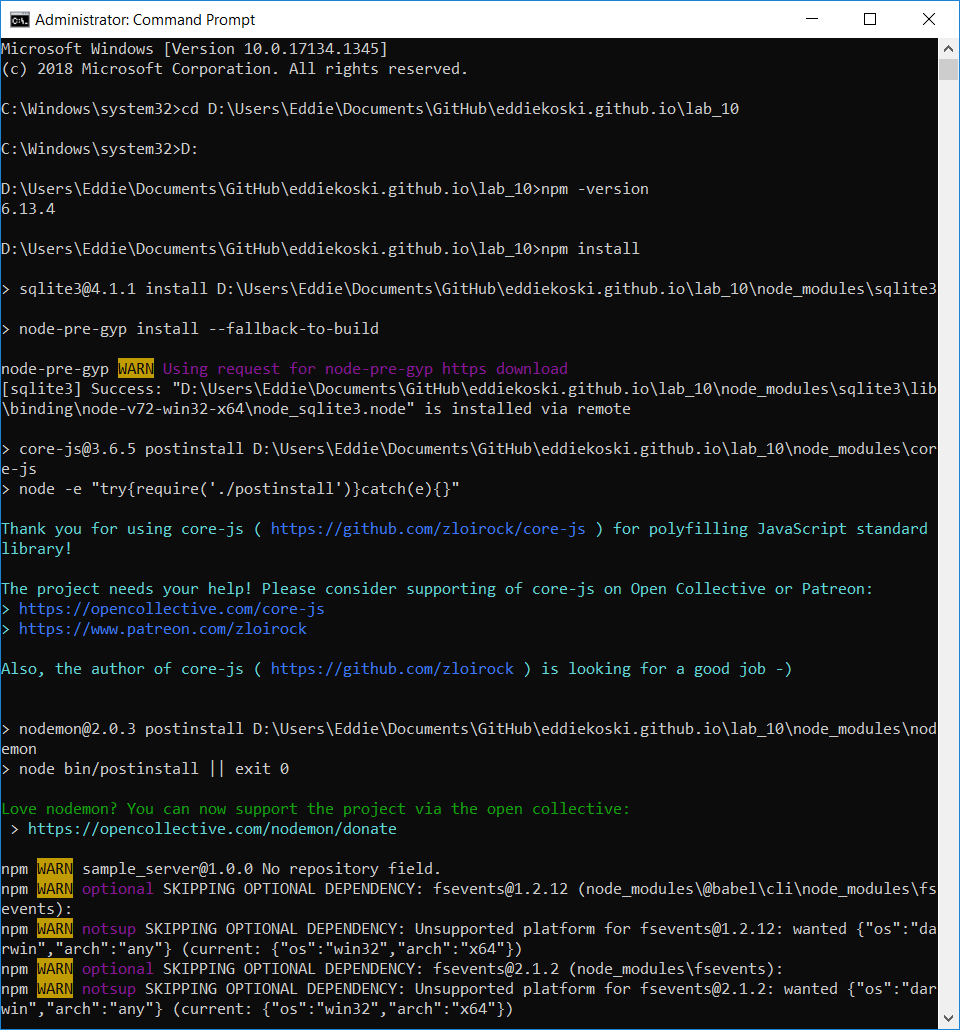 Administrator: Command Prompt
Microsoft Windows [Version 10.0.17134.1345]
(c) 2018 Microsoft Corporation. All rights reserved.
C:\Windows\system32>cd D:\Users\Eddie\Documents\GitHub\eddiekoski.github.io\lab_10
C:\Windows\system32>D:
D:\Users\Eddie\Documents\GitHub\eddiekoski.github.io\lab_10>npm -version
6.13.4
D:\Users\Eddie\Documents\GitHub\eddiekoski.github.io\lab_10>npm install
> sqlite3@4.1.1 install D:\Users\Eddie\Documents\GitHub\eddiekoski.github.io\lab_10\node_modules\sqlite3
> node-pre-gyp install --fallback-to-build
node-pre-gyp WARN Using request for node-pre-gyp https download
[sqlite3] Success: "D:\Users\Eddie\Documents\GitHub\eddiekoski.github.io\lab_10\node_modules\sqlite3\lib
\binding\node-v72-win32-x64\node_sqlite3.node" is installed via remote
> core-js@3.6.5 postinstall D:\Users\Eddie\Documents\GitHub\eddiekoski.github.io\lab_10\node_modules\cor
e-js
> node -e "try{require('./postinstall')}catch(e){}"
Thank you for using core-js ( https://github.com/zloirock/core-js ) for polyfilling JavaScript standard
library!
The project needs your help! Please consider supporting of core-js on Open Collective or Patreon:
> https://opencollective.com/core-js
> https://www.patreon.com/zloirock
Also, the author of core-js ( https://github.com/zloirock ) is looking for a good job -)
> nodemon@2.0.3 postinstall D:\Users\Eddie\Documents\GitHub\eddiekoski.github.io\lab_10\node_modules\nod
emon
> node bin/postinstall || exit 0
Love nodemon? You can now support the project via the open collective:
> https://opencollective.com/nodemon/donate
npm WARN sample_server@1.0.0 No repository field.
npm WARN optional SKIPPING OPTIONAL DEPENDENCY: fsevents@1.2.12 (node_modules\@babel\cli\node_modules\fs
events):
npm WARN notsup SKIPPING OPTIONAL DEPENDENCY: Unsupported platform for fsevents@1.2.12: wanted {"os":"da
rwin","arch":"any"} (current: {"os":"win32","arch":"x64"})
npm WARN optional SKIPPING OPTIONAL DEPENDENCY: fsevents@2.1.2 (node_modules\fsevents):
npm WARN notsup SKIPPING OPTIONAL DEPENDENCY: Unsupported platform for fsevents@2.1.2: wanted {"os":"dar
win","arch":"any"} (current: {"os":"win32","arch":"x64"})